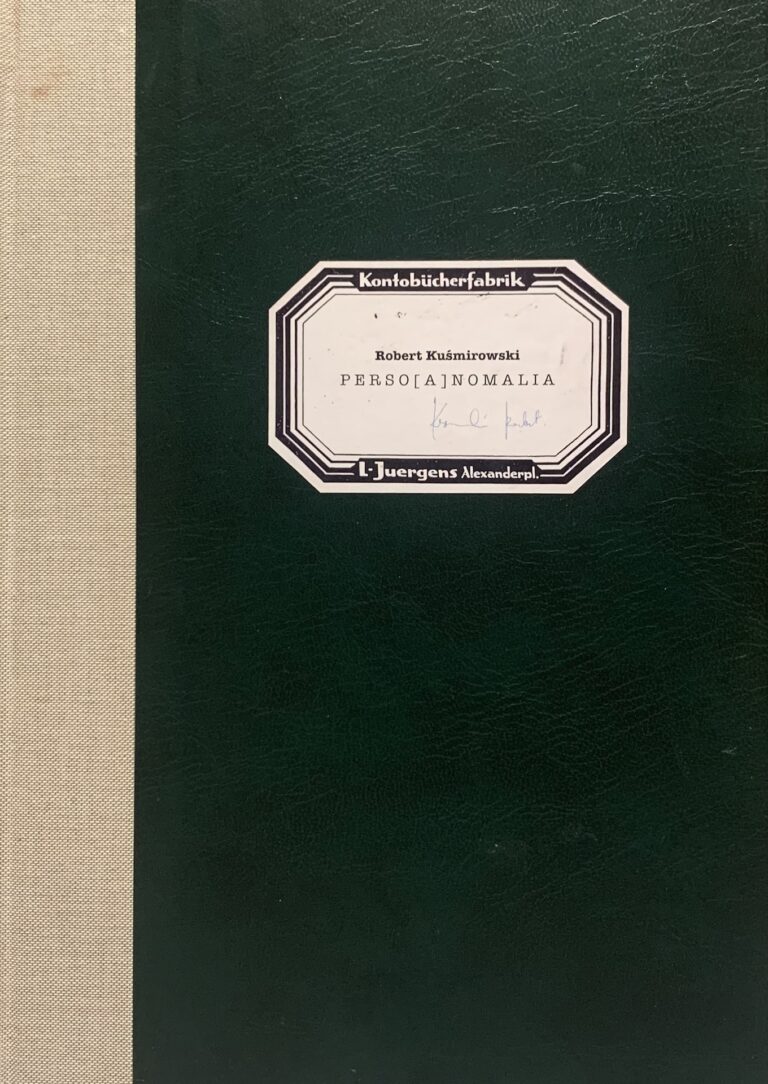 Kontobücherfabrik
Robert Kuśmirowski
PERSO[A]NOMALIA
L-Juergens Alexanderpl.